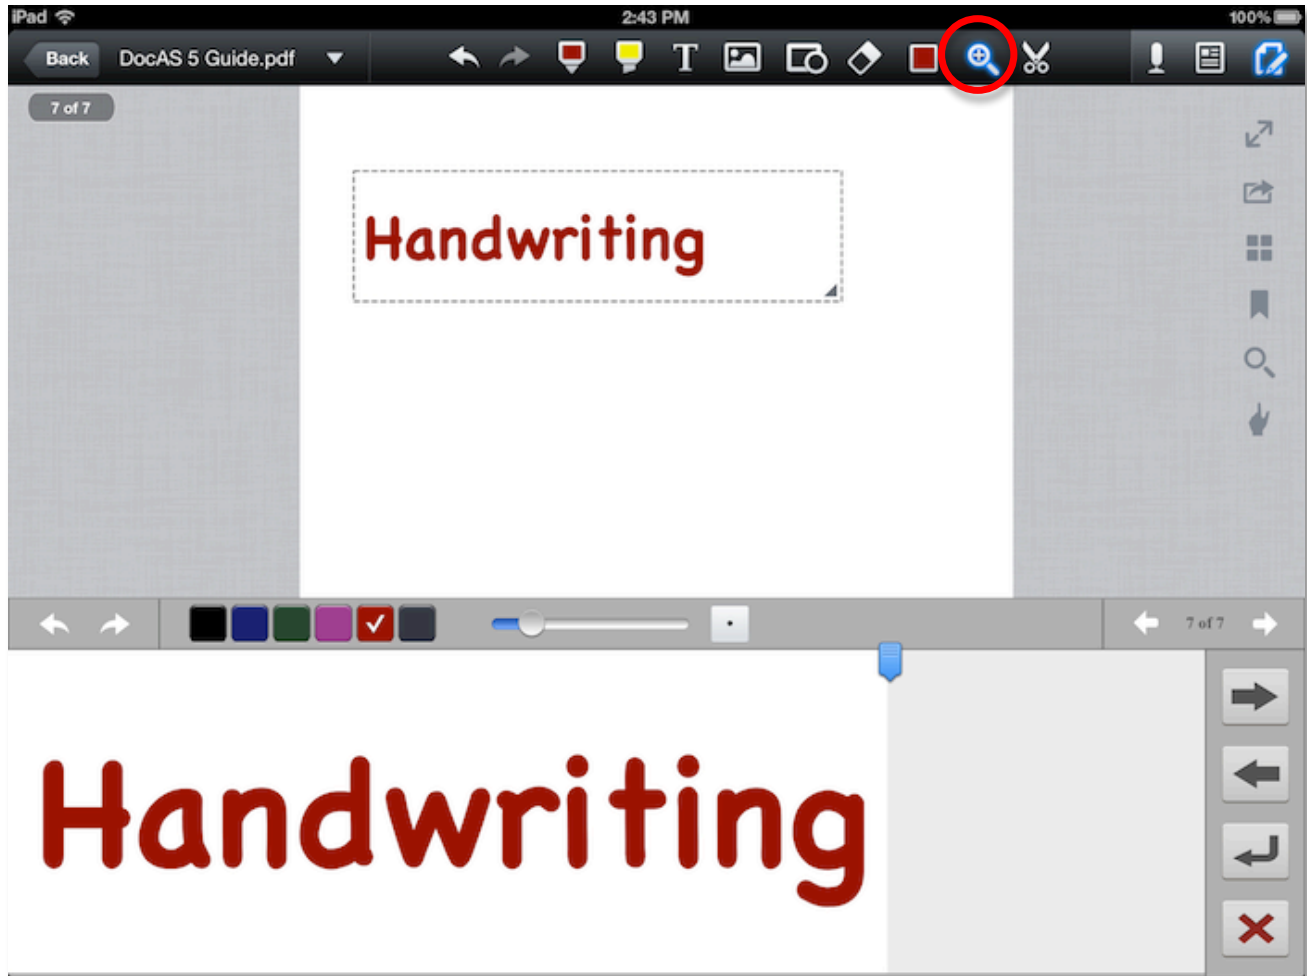 iPad 2:43 PM 100%
Back DocAS 5 Guide.pdf T
7 of 7
Handwriting
7 of 7
Handwriting